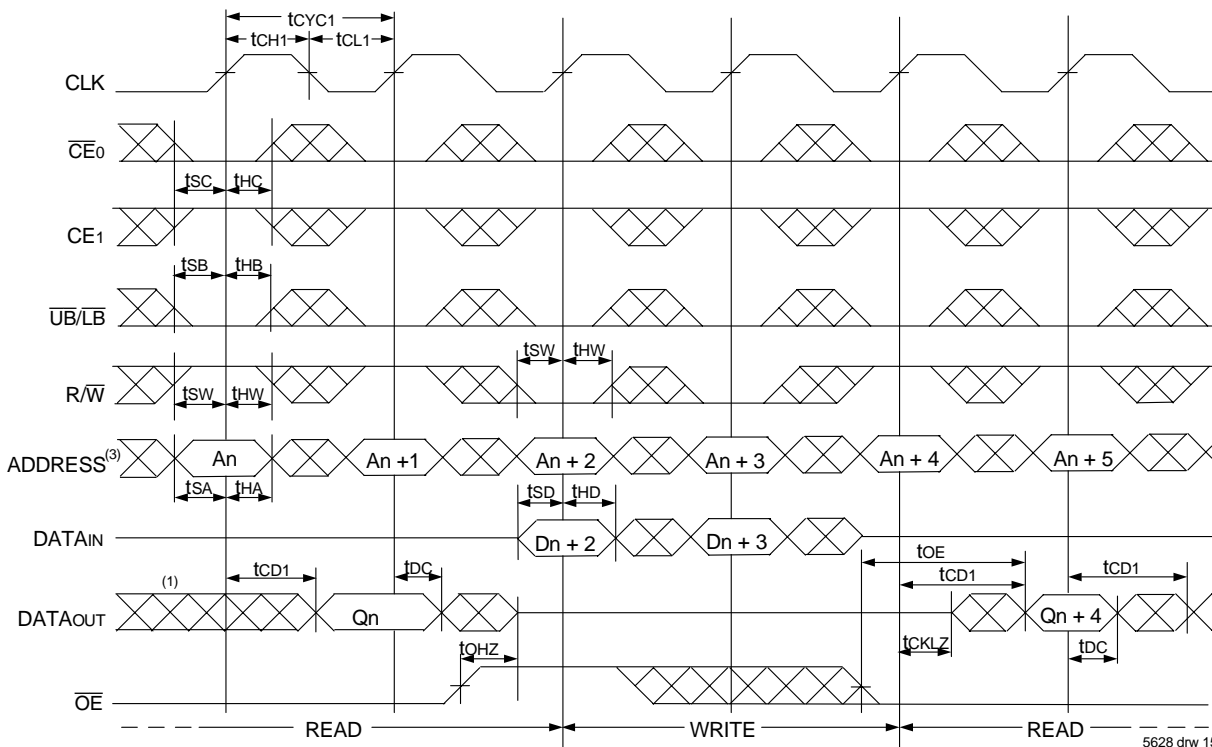 tCYC1
tCH1 tCL1
CLK
CE0
tSC tHC
CE1
tSB tHB
UB/LB
tSW tHW
R/W
tSW tHW
ADDRESS(3) An An +1 An + 2 An + 3 An + 4 An + 5
tSA tHA tSD tHD
DATAIN Dn + 2 Dn + 3
tOE
(1) tCD1 tDC tCD1 tCD1
DATAOUT Qn Qn + 4
tOHZ tCKLZ tDC
OE
READ WRITE READ
5628 drw 15